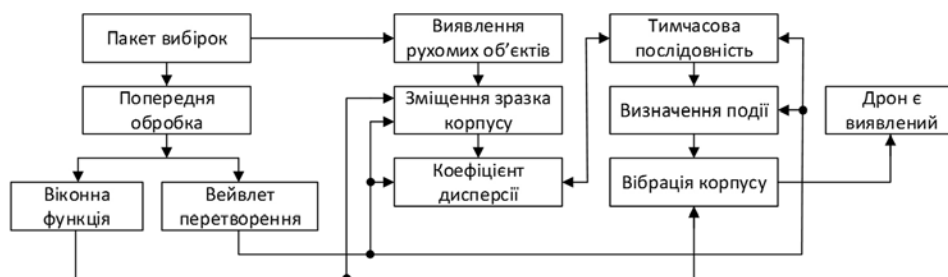 Пакет вибірок
Виявлення
рухомих об’єктів
Тимчасова
послідовність
Попередня
обробка
Зміщення зразка
корпусу
Визначення події
Дрон є
виявлений
Віконна
функція
Вейвлет
перетворення
Коефіцієнт
дисперсії
Вібрація корпусу